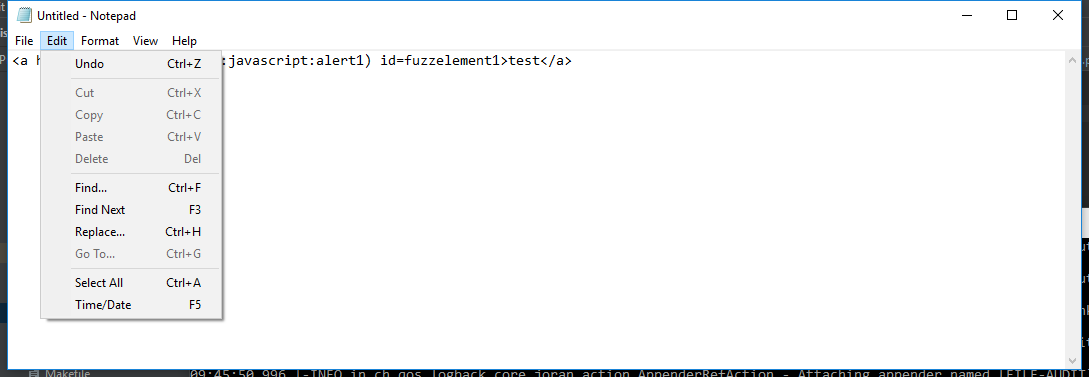 Untitled - Notepad
File Edit Format View Help
<a h :javascript:alert1) id=fuzzelement1>test</a>
Undo Ctrl+Z
Cut Ctrl+X
Copy Ctrl+C
Paste Ctrl+V
Delete Del
Find... Ctrl+F
Find Next F3
Replace... Ctrl+H
Go To... Ctrl+G
Select All Ctrl+A
Time/Date F5
Makefile 09:45:50,996 |-INFO in ch.qos.logback.core.joran.action.AppenderRefAction - Attaching appender named [FILE-AUDIT